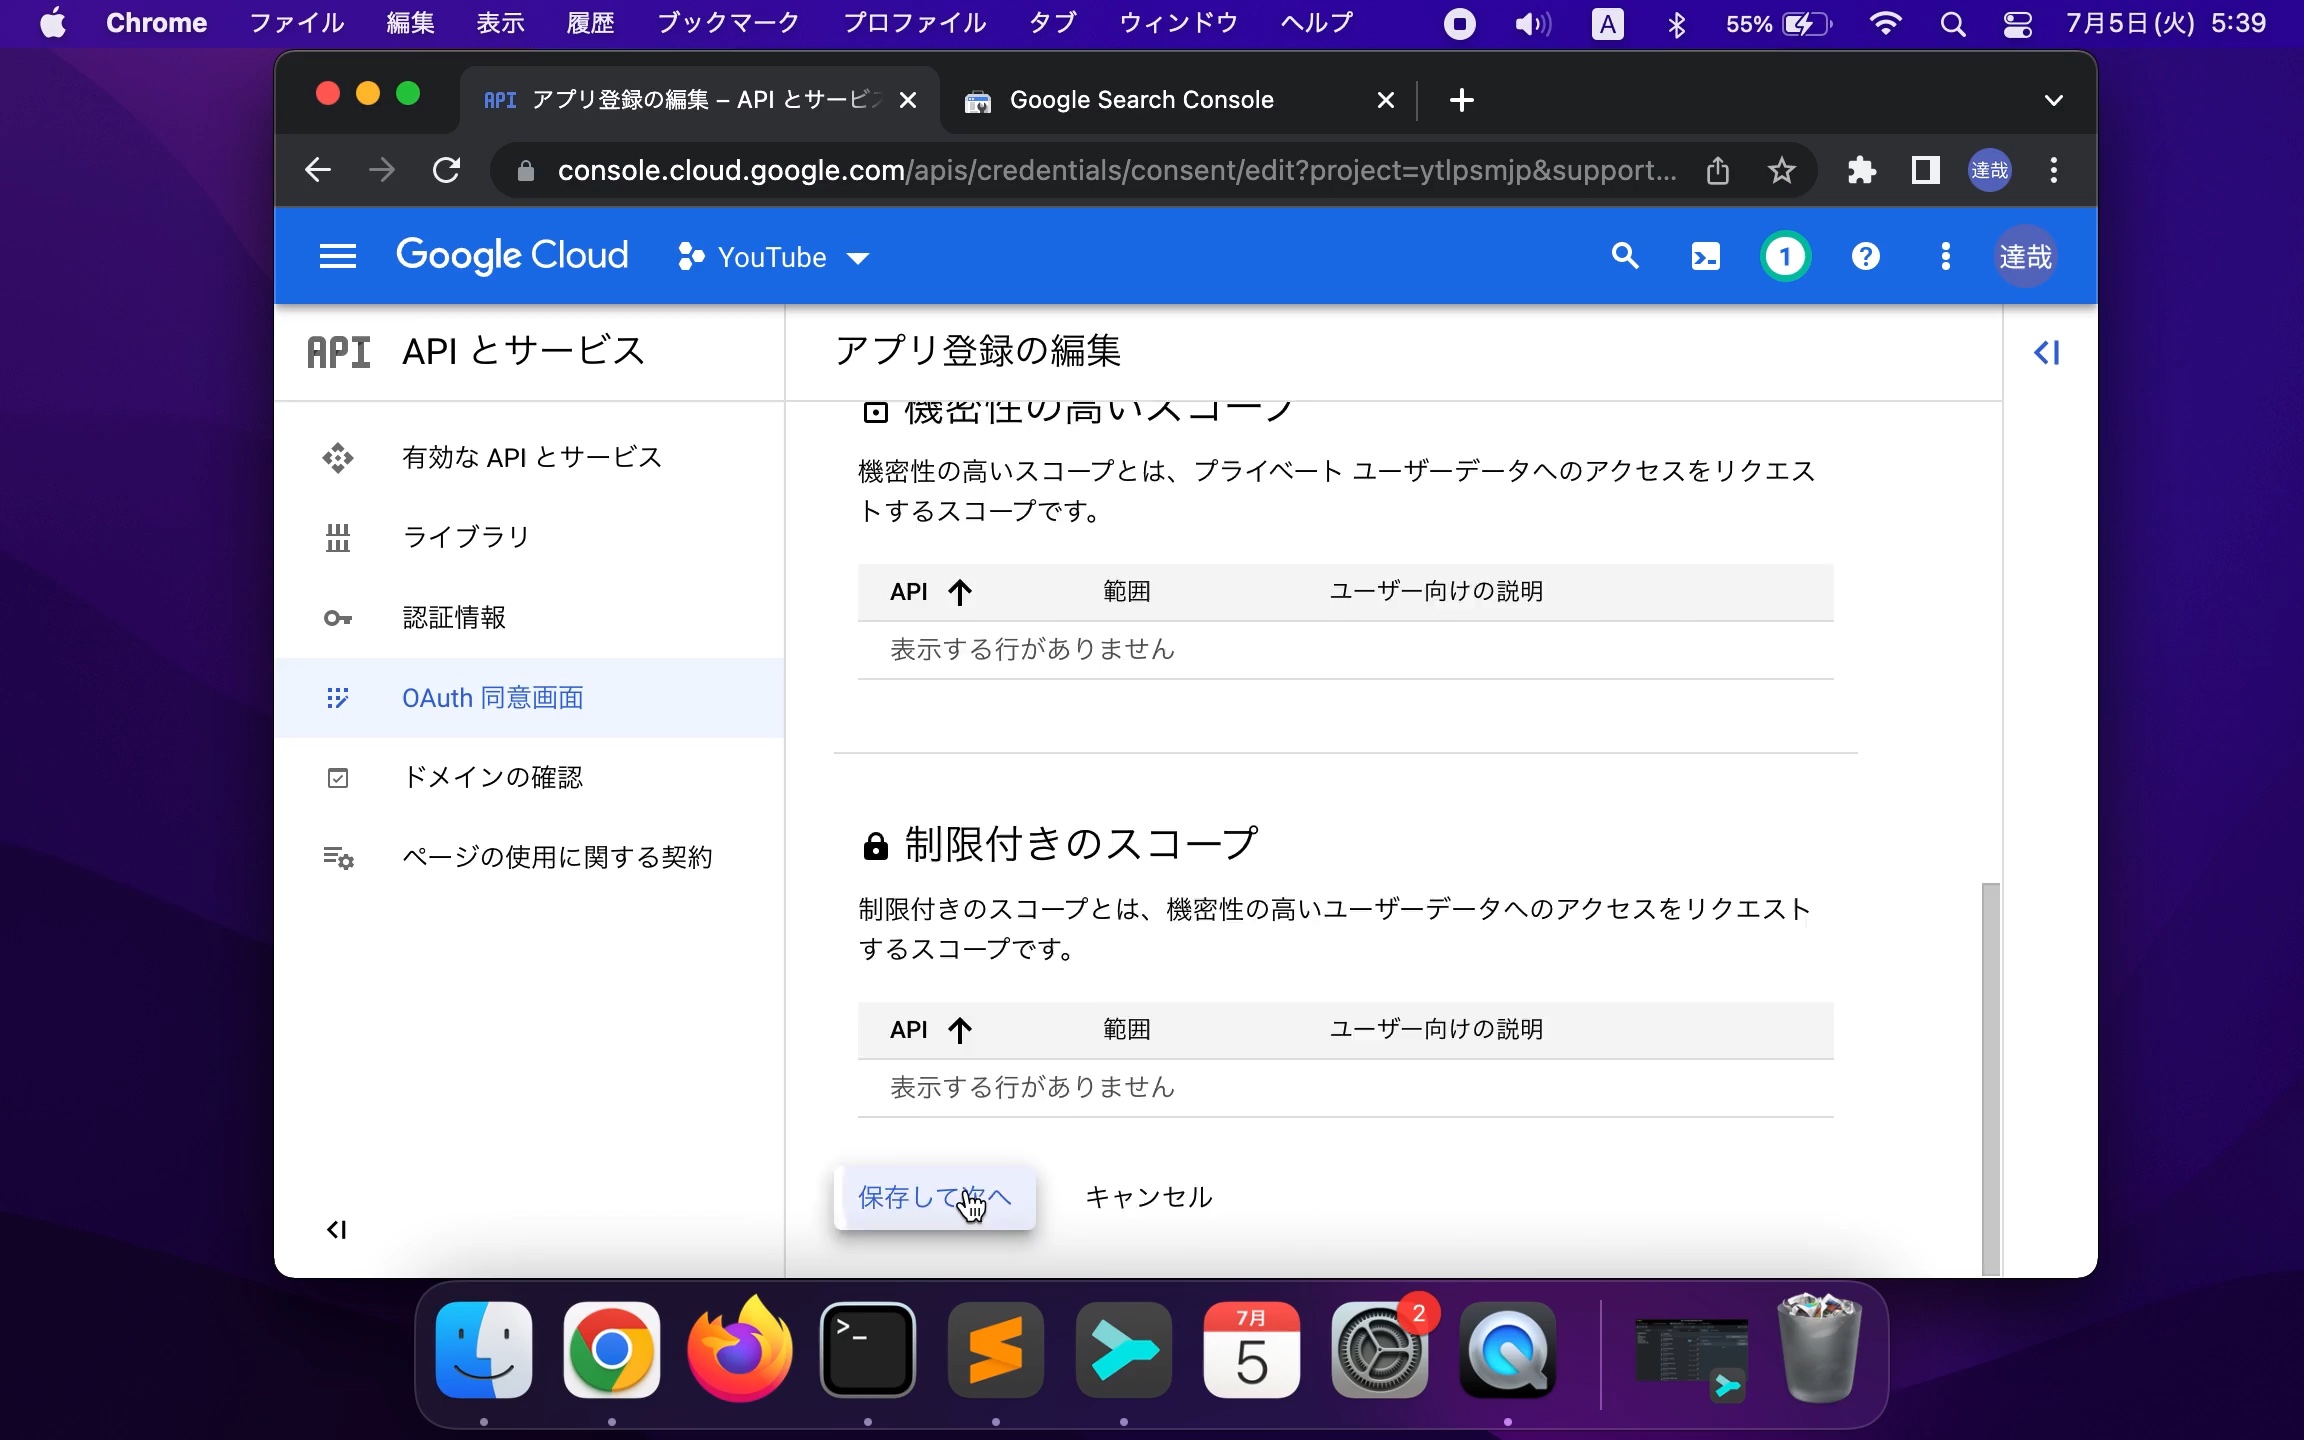 Chrome ファイル 編集 表示 履歴 ブックマーク プロファイル タブ ウィンドウ ヘルプ A 55% 7月5日(火) 5:39
API アプリ登録の編集 – API とサービ
Google Search Console
console.cloud.google.com/apis/credentials/consent/edit?project=ytlpsmjp&support...
達哉
Google Cloud YouTube 1 達哉
API API とサービス
アプリ登録の編集
有効な API とサービス
ライブラリ
認証情報
OAuth 同意画面
ドメインの確認
ページの使用に関する契約
機密性の高いスコープ
機密性の高いスコープとは、プライベート ユーザーデータへのアクセスをリクエス
トするスコープです。
API 範囲 ユーザー向けの説明
表示する行がありません
制限付きのスコープ
制限付きのスコープとは、機密性の高いユーザーデータへのアクセスをリクエスト
するスコープです。
API 範囲 ユーザー向けの説明
表示する行がありません
保存して次へ キャンセル
7月
5
2